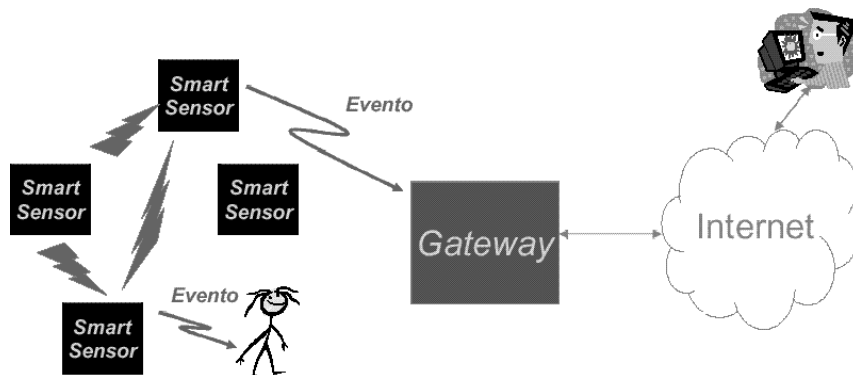 Smart
Sensor
Evento
Smart
Sensor
Smart
Sensor
Gateway
Internet
Evento
Smart
Sensor